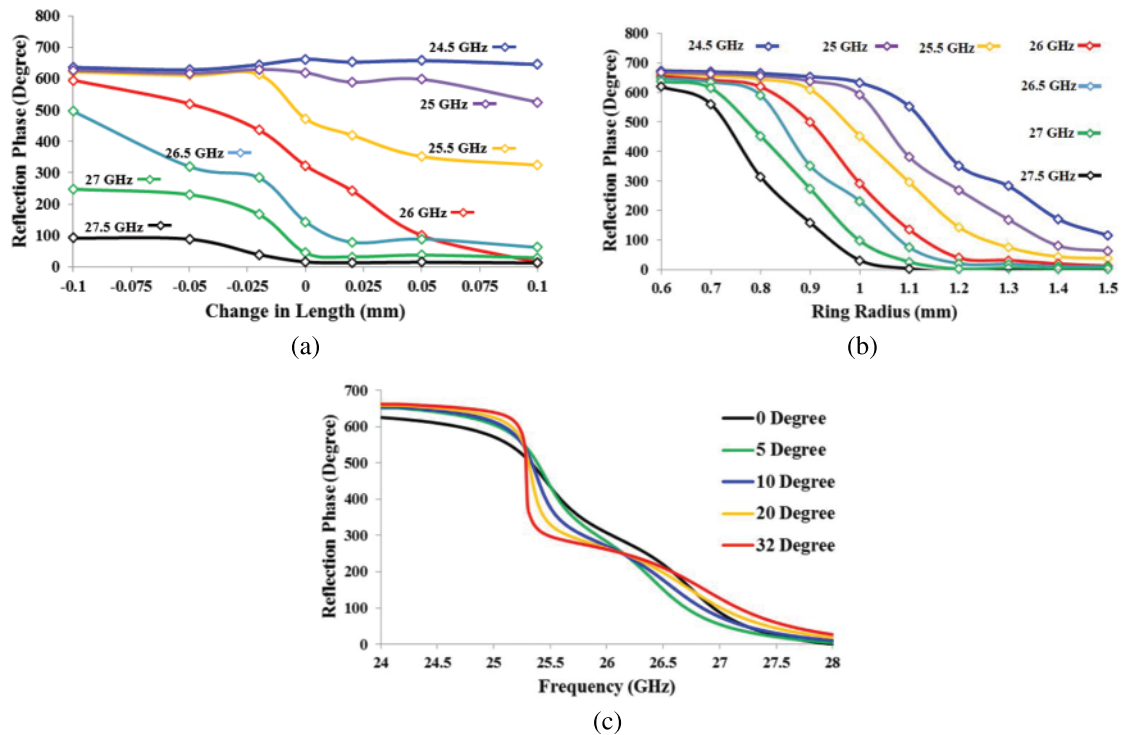 800
700
600
500
400
300
200
100
0
Reflection Phase (Degree)
24.5 GHz
25 GHz
25.5 GHz
26.5 GHz
27 GHz
26 GHz
27.5 GHz
-0.1 -0.075 -0.05 -0.025 0 0.025 0.05 0.075 0.1
Change in Length (mm)
(a)
800
700
600
500
400
300
200
100
0
Reflection Phase (Degree)
24.5 GHz 25 GHz 25.5 GHz 26 GHz
26.5 GHz
27 GHz
27.5 GHz
0.6 0.7 0.8 0.9 1 1.1 1.2 1.3 1.4 1.5
Ring Radius (mm)
(b)
700
600
500
400
300
200
100
0
Reflection Phase (Degree)
0 Degree
5 Degree
10 Degree
20 Degree
32 Degree
24 24.5 25 25.5 26 26.5 27 27.5 28
Frequency (GHz)
(c)